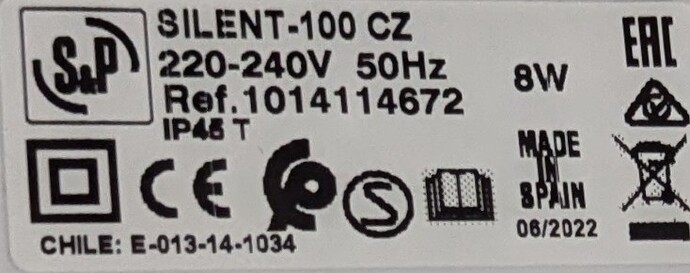 S&P
SILENT-100 CZ
220-240V 50Hz 8W
Ref.1014114672
IP45 T
EAC
CE
S
MADE
IN
SPAIN
06/2022
CHILE: E-013-14-1034